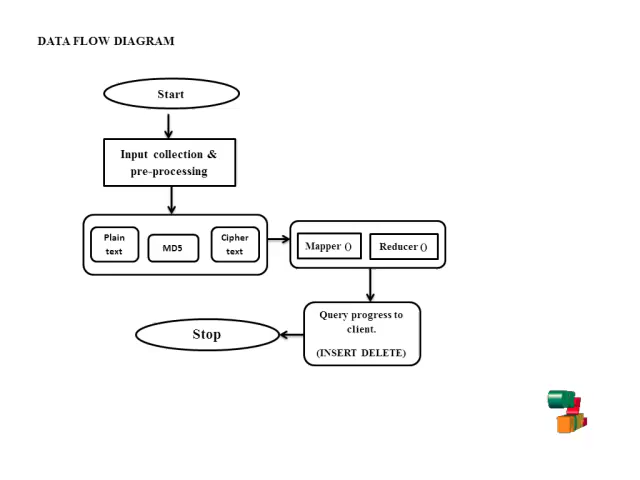 DATA FLOW DIAGRAM
Start
Input collection &
pre-processing
Plain
text
MD5
Cipher
text
Mapper ()
Reducer ()
Query progress to
client.
(INSERT DELETE)
Stop